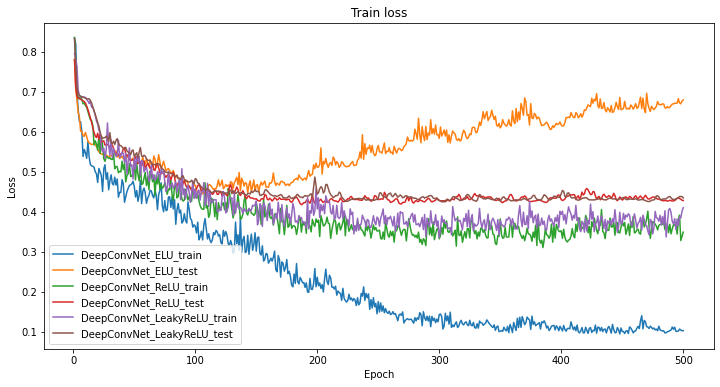 Train loss
Loss
0.8
0.7
0.6
0.5
0.4
0.3
0.2
0.1
DeepConvNet_ELU_train
DeepConvNet_ELU_test
DeepConvNet_ReLU_train
DeepConvNet_ReLU_test
DeepConvNet_LeakyReLU_train
DeepConvNet_LeakyReLU_test
0 100 200 300 400 500
Epoch